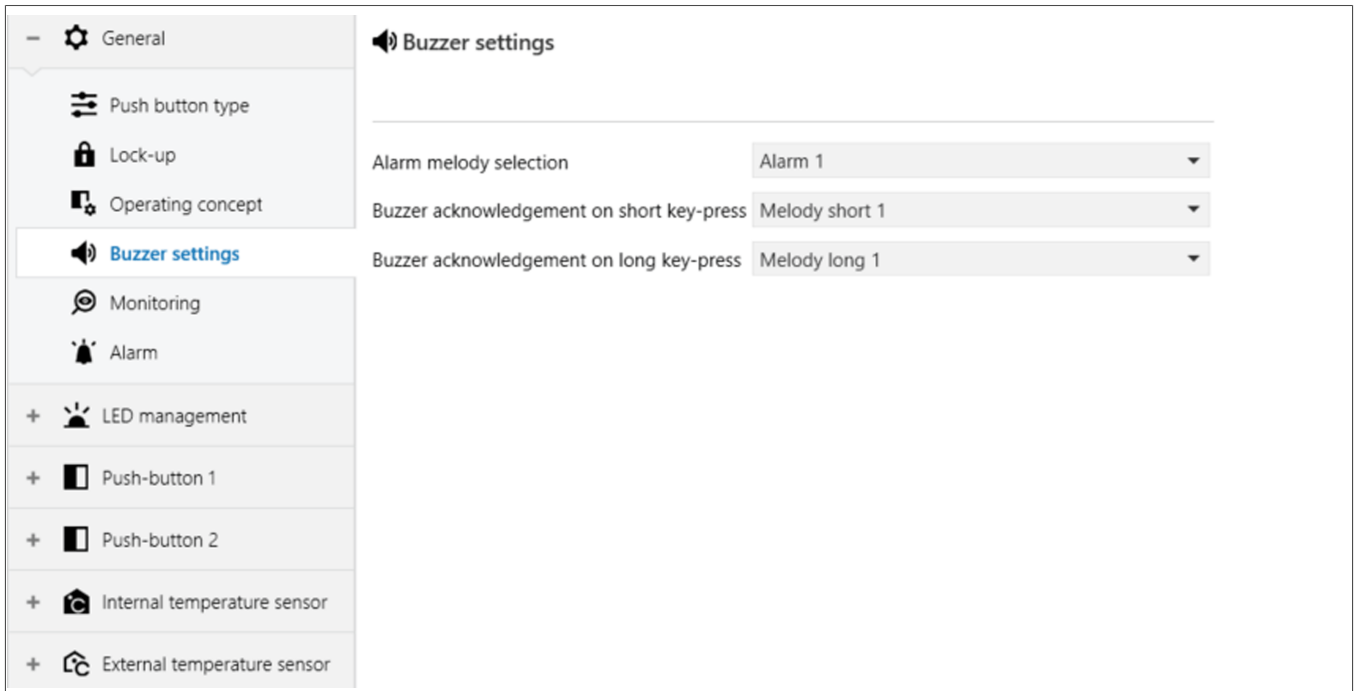 General
Push button type
Lock-up
Operating concept
Buzzer settings
Monitoring
Alarm
LED management
Push-button 1
Push-button 2
Internal temperature sensor
External temperature sensor
Buzzer settings
Alarm melody selection Alarm 1
Buzzer acknowledgement on short key-press Melody short 1
Buzzer acknowledgement on long key-press Melody long 1